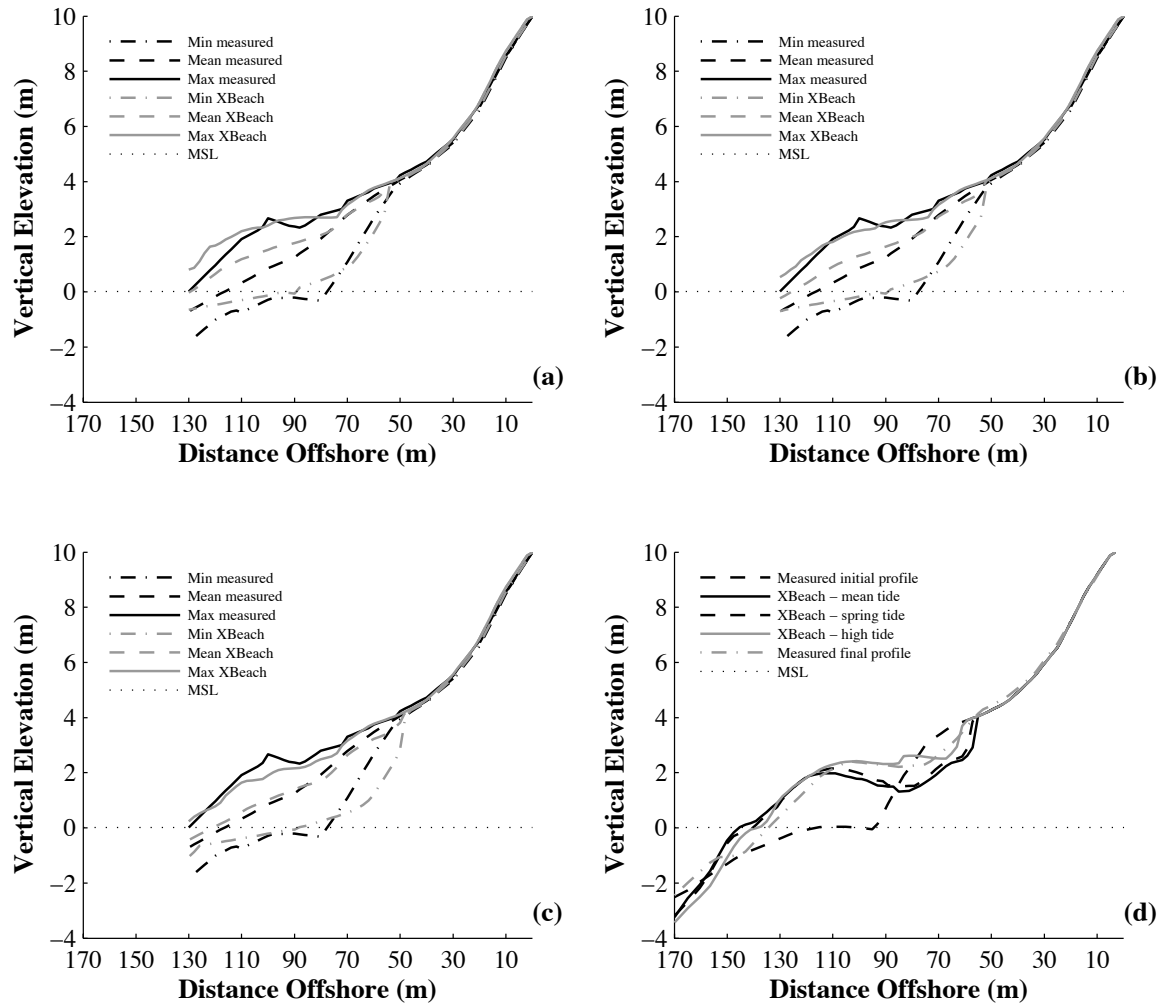 10
8
6
4
2
0
−2
−4
Vertical Elevation (m)
Min measured
Mean measured
Max measured
Min XBeach
Mean XBeach
Max XBeach
MSL
(a)
170 150 130 110 90 70 50 30 10
Distance Offshore (m)
10
8
6
4
2
0
−2
−4
Vertical Elevation (m)
Min measured
Mean measured
Max measured
Min XBeach
Mean XBeach
Max XBeach
MSL
(b)
170 150 130 110 90 70 50 30 10
Distance Offshore (m)
10
8
6
4
2
0
−2
−4
Vertical Elevation (m)
Min measured
Mean measured
Max measured
Min XBeach
Mean XBeach
Max XBeach
MSL
(c)
170 150 130 110 90 70 50 30 10
Distance Offshore (m)
10
8
6
4
2
0
−2
−4
Vertical Elevation (m)
Measured initial profile
XBeach – mean tide
XBeach – spring tide
XBeach – high tide
Measured final profile
MSL
(d)
170 150 130 110 90 70 50 30 10
Distance Offshore (m)